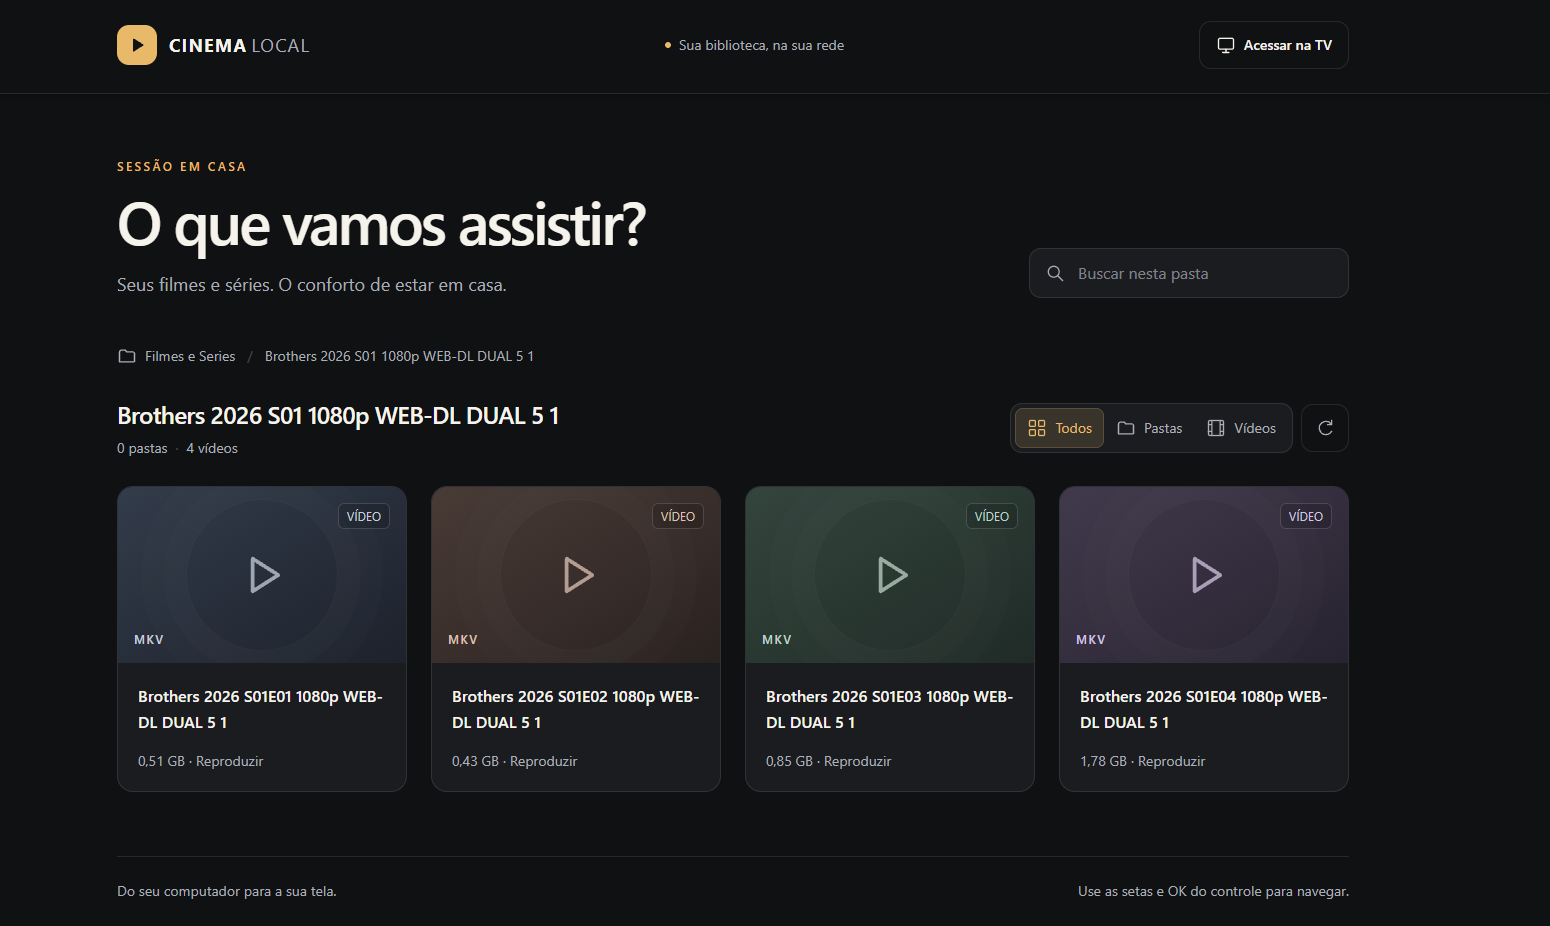 CINEMA LOCAL
Sua biblioteca, na sua rede
Acessar na TV
SESSÃO EM CASA
O que vamos assistir?
Seus filmes e séries. O conforto de estar em casa.
Buscar nesta pasta
Filmes e Series / Brothers 2026 S01 1080p WEB-DL DUAL 5 1
Brothers 2026 S01 1080p WEB-DL DUAL 5 1
0 pastas · 4 vídeos
Todos
Pastas
Vídeos
VÍDEO
MKV
Brothers 2026 S01E01 1080p WEB-
DL DUAL 5 1
0,51 GB · Reproduzir
VÍDEO
MKV
Brothers 2026 S01E02 1080p WEB-
DL DUAL 5 1
0,43 GB · Reproduzir
VÍDEO
MKV
Brothers 2026 S01E03 1080p WEB-
DL DUAL 5 1
0,85 GB · Reproduzir
VÍDEO
MKV
Brothers 2026 S01E04 1080p WEB-
DL DUAL 5 1
1,78 GB · Reproduzir
Do seu computador para a sua tela.
Use as setas e OK do controle para navegar.